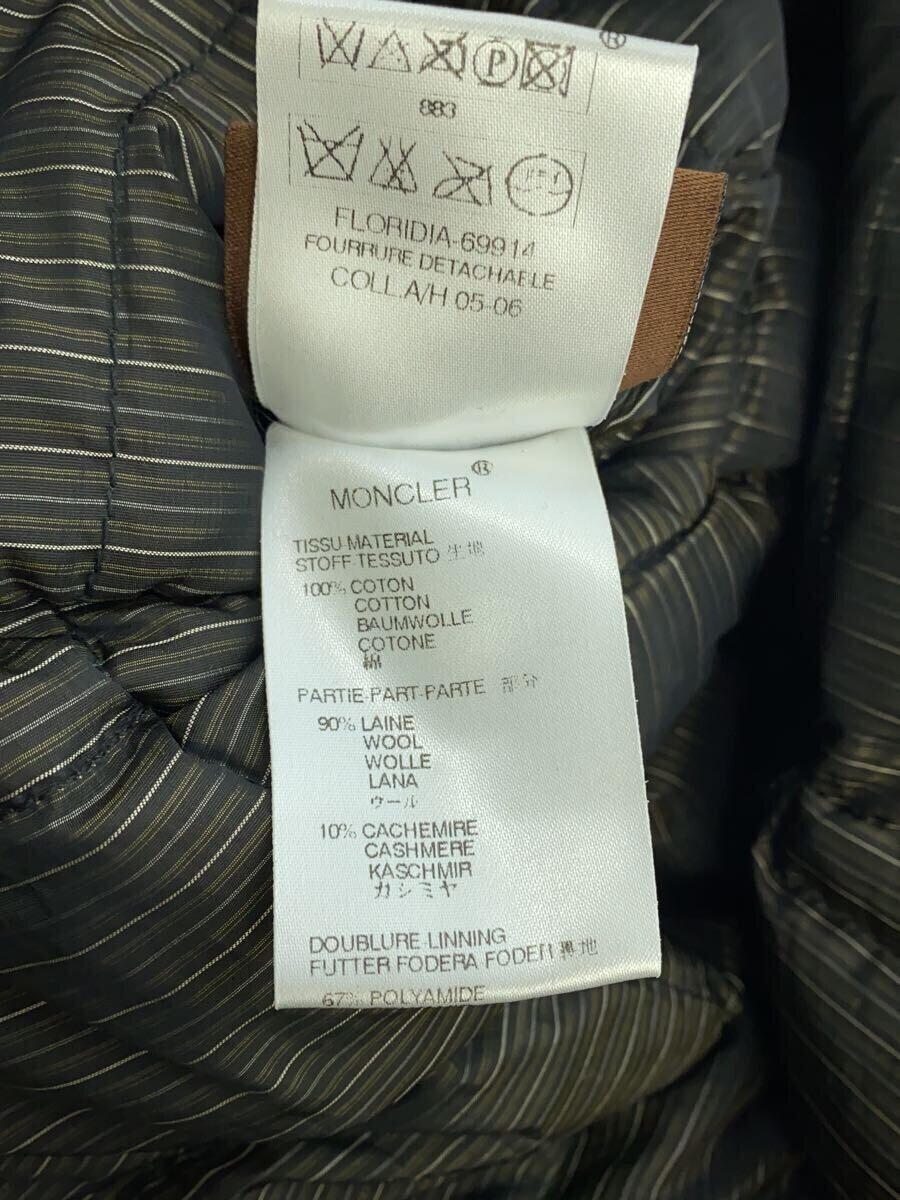 ®
883
FLORIDIA-69914
FOURRURE DETACHAELE
COLL.A/H 05-06
MONCLER®
TISSU-MATERIAL
STOFF-TESSUTO 生地
100% COTON
COTTON
BAUMWOLLE
COTONE
綿
PARTIE-PART-PARTE 部分
90% LAINE
WOOL
WOLLE
LANA
ウール
10% CACHEMIRE
CASHMERE
KASCHMIR
カシミヤ
DOUBLURE-LINNING
FUTTER FODERA FODER 裏地
67% POLYAMIDE